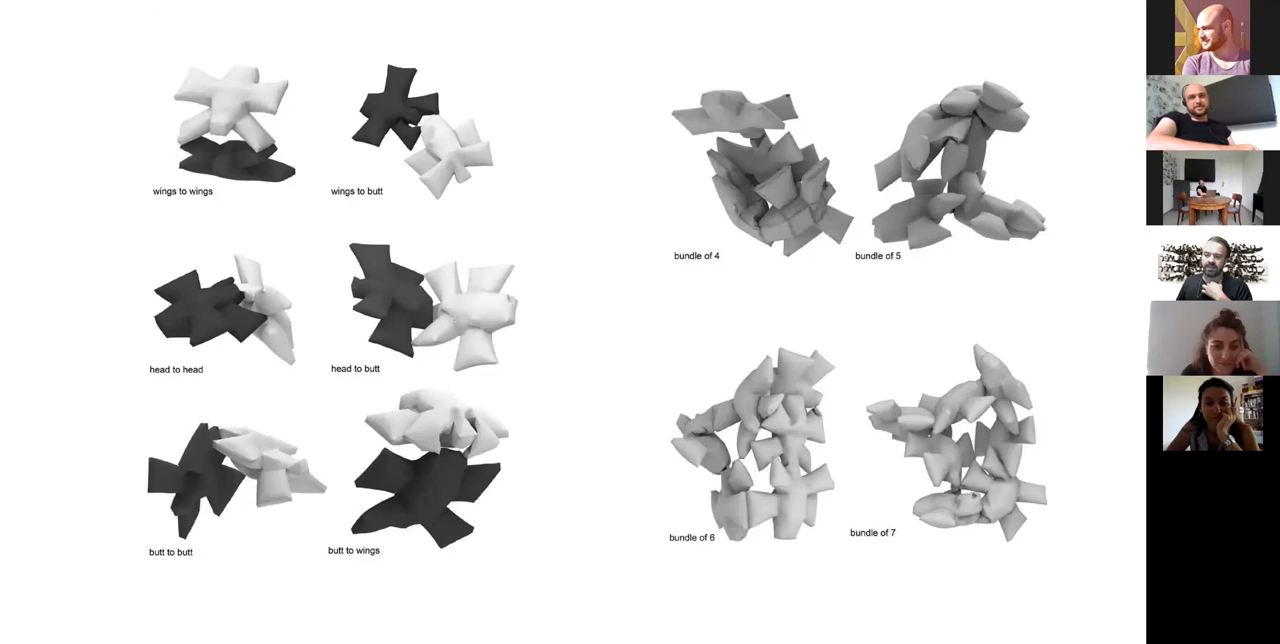 wings to wings
wings to butt
head to head
head to butt
butt to butt
butt to wings
bundle of 4
bundle of 5
bundle of 6
bundle of 7